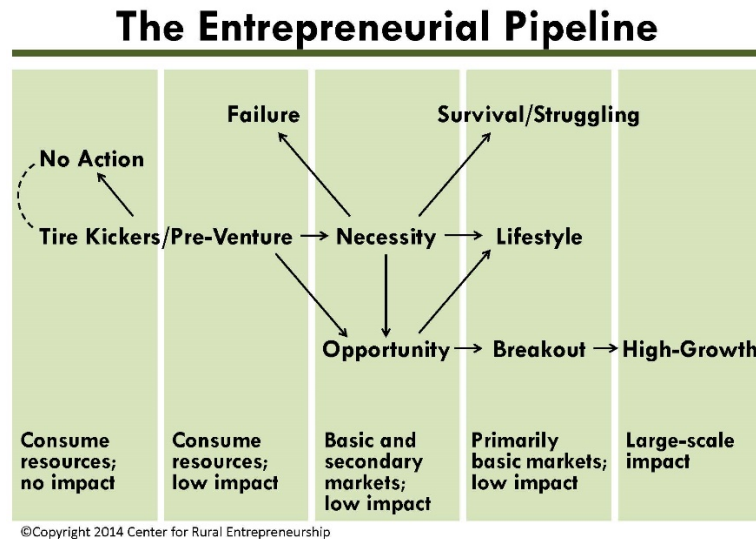 The Entrepreneurial Pipeline
Failure
Survival/Struggling
No Action
Tire Kickers/Pre-Venture
Necessity
Lifestyle
Opportunity
Breakout
High-Growth
Consume
resources;
no impact
Consume
resources;
low impact
Basic and
secondary
markets;
low impact
Primarily
basic markets;
low impact
Large-scale
impact
©Copyright 2014 Center for Rural Entrepreneurship